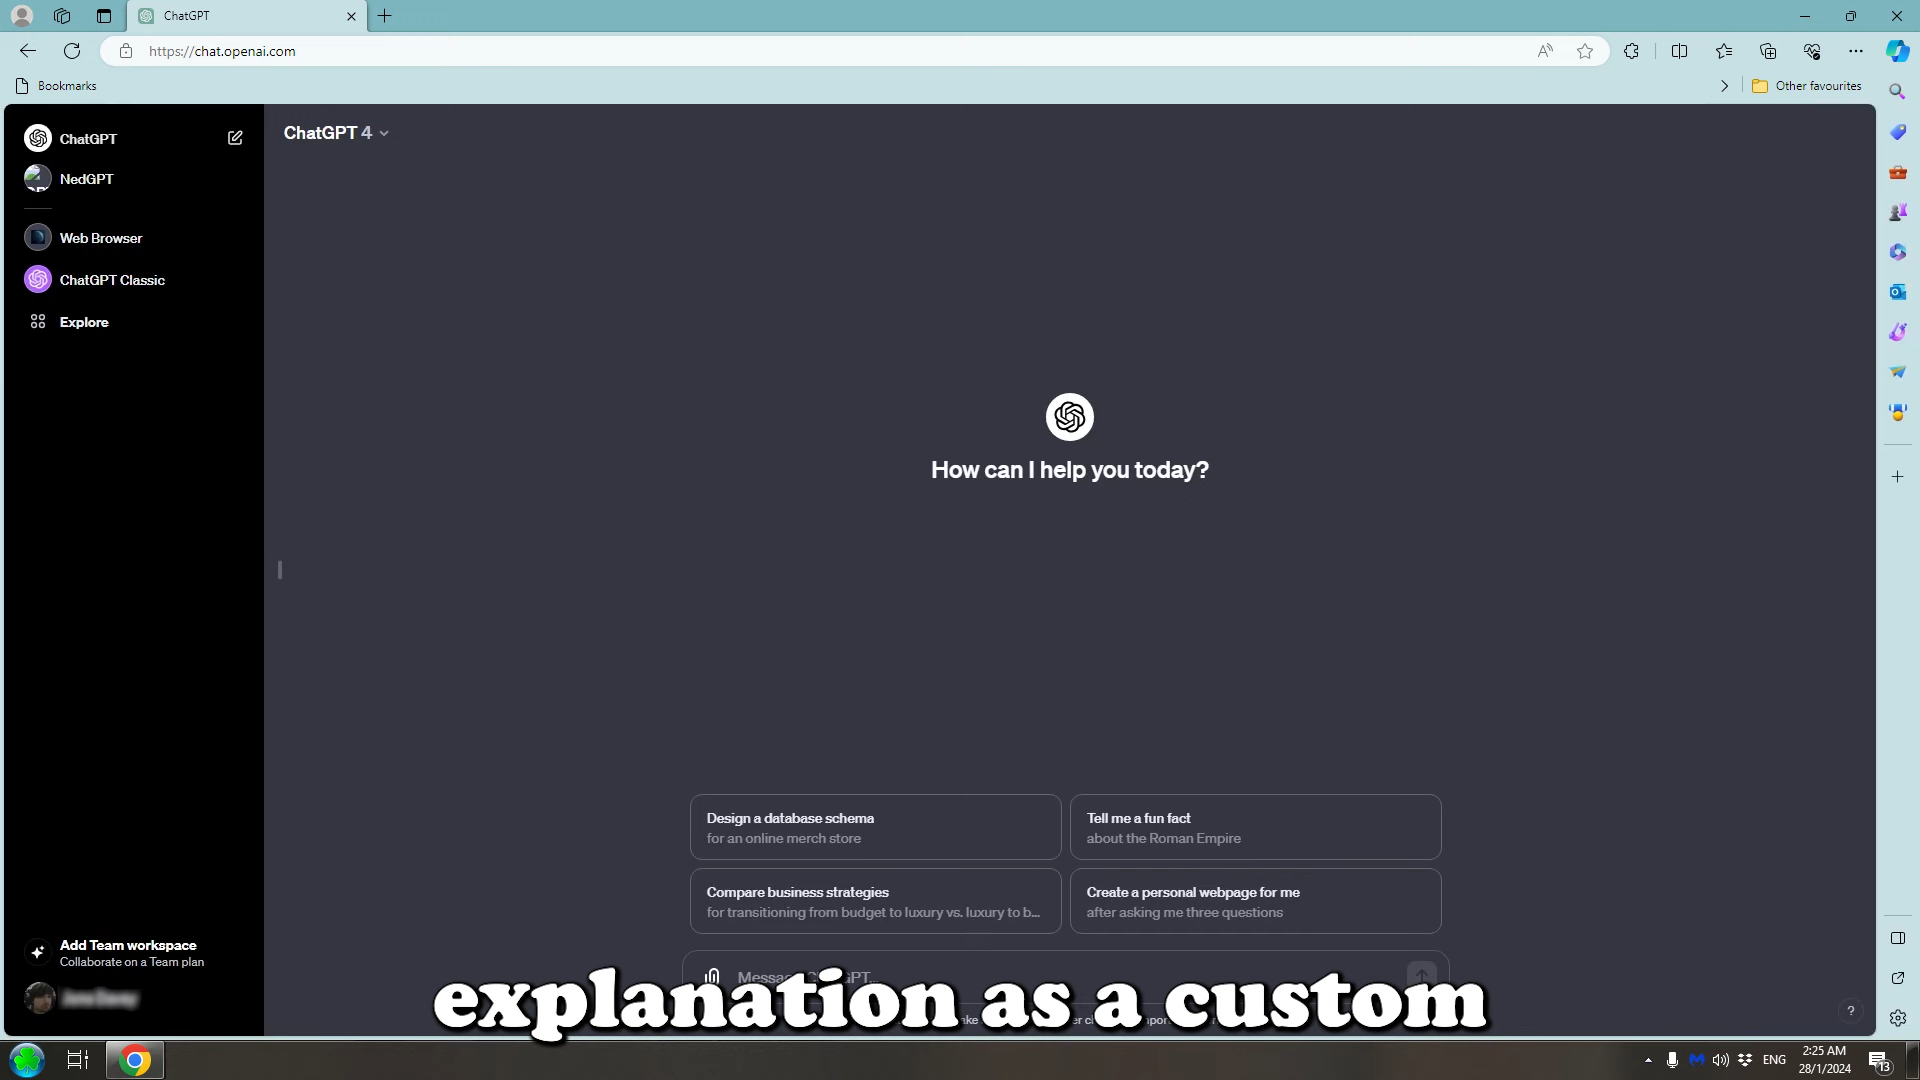 ChatGPT
https://chat.openai.com
Bookmarks
Other favourites
ChatGPT
NedGPT
Web Browser
ChatGPT Classic
Explore
ChatGPT 4
How can I help you today?
Design a database schema
for an online merch store
Tell me a fun fact
about the Roman Empire
Compare business strategies
for transitioning from budget to luxury vs. luxury to b...
Create a personal webpage for me
after asking me three questions
Add Team workspace
Collaborate on a Team plan
explanation as a custom
?
ENG
2:25 AM
28/1/2024
13